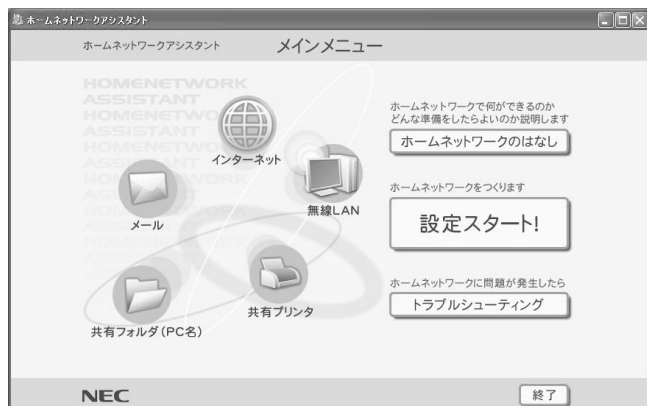 ホームネットワークアシスタント
ホームネットワークアシスタント
メインメニュー
HOMENETWORK
ASSISTANT
HOMENETWORK
ASSISTANT
HOMENETWORK
インターネット
無線LAN
メール
共有プリンタ
共有フォルダ(PC名)
ホームネットワークで何ができるのか
どんな準備をしたらよいのか説明します
ホームネットワークのはなし
ホームネットワークをつくります
設定スタート!
ホームネットワークに問題が発生したら
トラブルシューティング
NEC
終了